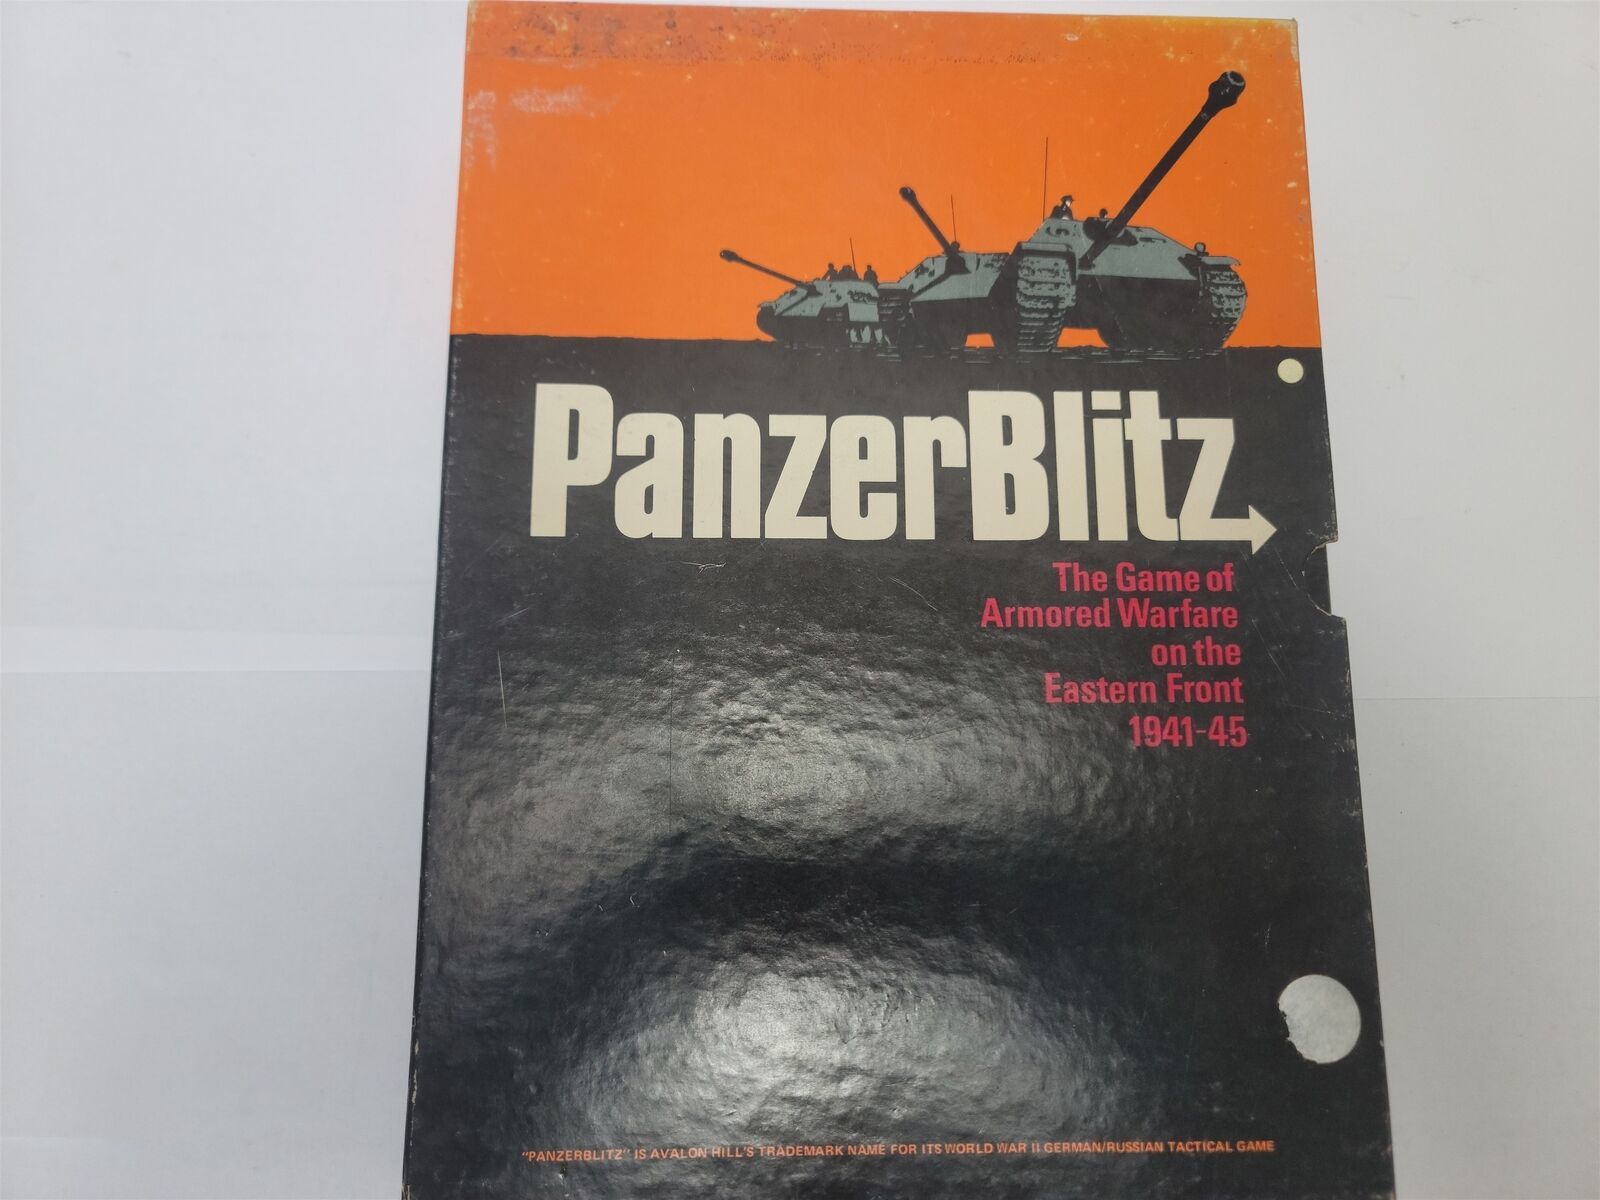 PanzerBlitz
The Game of
Armored Warfare
on the
Eastern Front
1941-45
"PANZERBLITZ" IS AVALON HILL'S TRADEMARK NAME FOR ITS WORLD WAR II GERMAN/RUSSIAN TACTICAL GAME